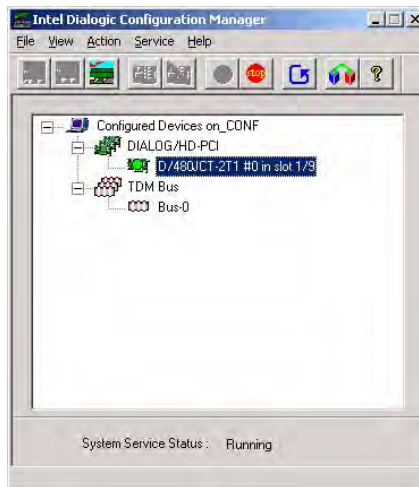 Intel Dialogic Configuration Manager
File View Action Service Help
STOP
?
Configured Devices on_CONF
DIALOG/HD-PCI
D/480JCT-2T1 #0 in slot 1/9
TDM Bus
Bus-0
System Service Status : Running